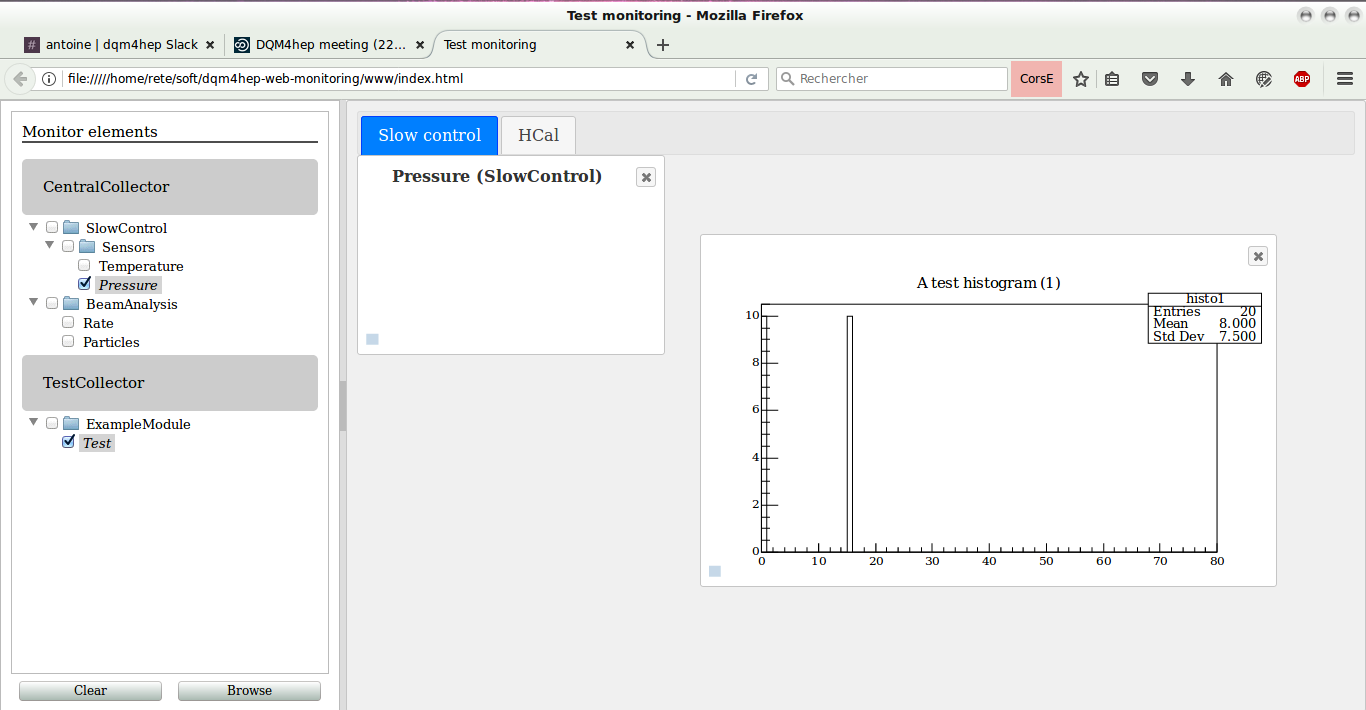 Test monitoring - Mozilla Firefox
# antoine | dqm4hep Slack
DQM4hep meeting (22...
Test monitoring
file://///home/rete/soft/dqm4hep-web-monitoring/www/index.html
Rechercher
CorsE
ABP
Monitor elements
CentralCollector
SlowControl
Sensors
Temperature
Pressure
BeamAnalysis
Rate
Particles
TestCollector
ExampleModule
Test
Clear
Browse
Slow control
HCal
Pressure (SlowControl)
A test histogram (1)
histo1
Entries 20
Mean 8.000
Std Dev 7.500
10
8
6
4
2
0
0 10 20 30 40 50 60 70 80